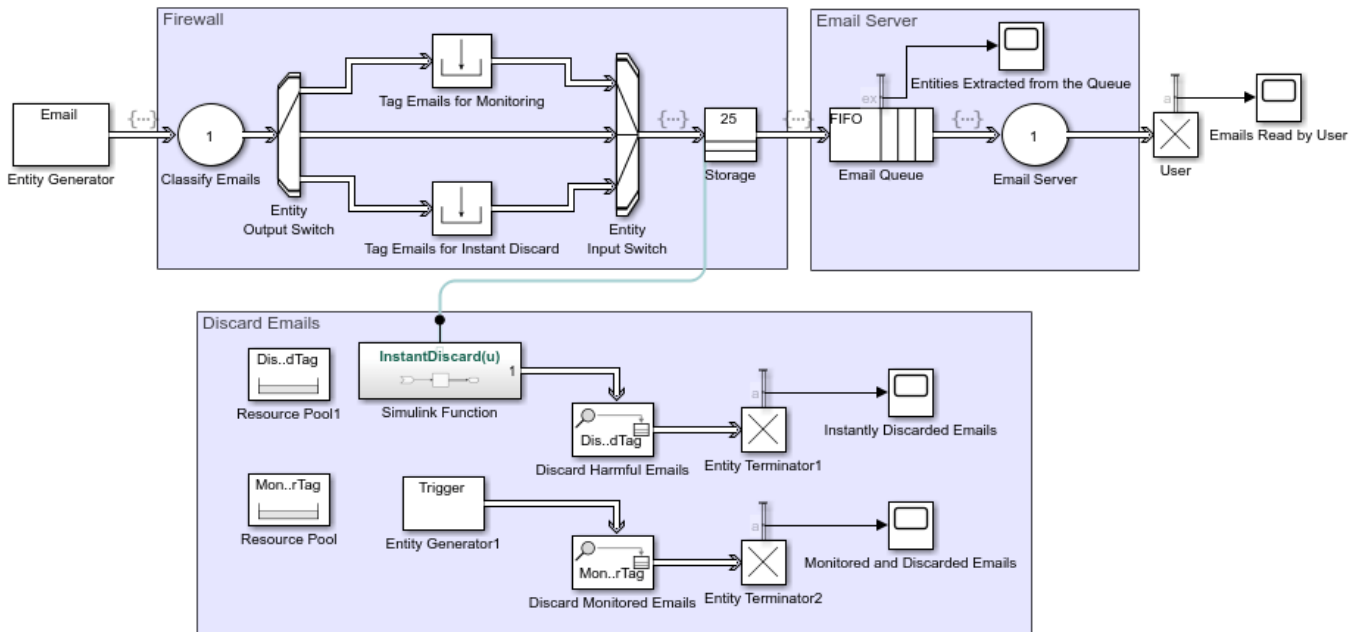 Firewall
Email Server
Email
Entity Generator
{...}
1
Classify Emails
Entity
Output Switch
Tag Emails for Monitoring
Tag Emails for Instant Discard
Entity
Input Switch
{...}
25
Storage
{...}
ex
FIFO
Email Queue
Entities Extracted from the Queue
{...}
1
Email Server
a
User
Emails Read by User
Discard Emails
Dis..dTag
Resource Pool1
InstantDiscard(u)
1
Simulink Function
Dis..dTag
Discard Harmful Emails
a
Entity Terminator1
Instantly Discarded Emails
Mon..rTag
Resource Pool
Trigger
Entity Generator1
Mon..rTag
Discard Monitored Emails
a
Entity Terminator2
Monitored and Discarded Emails